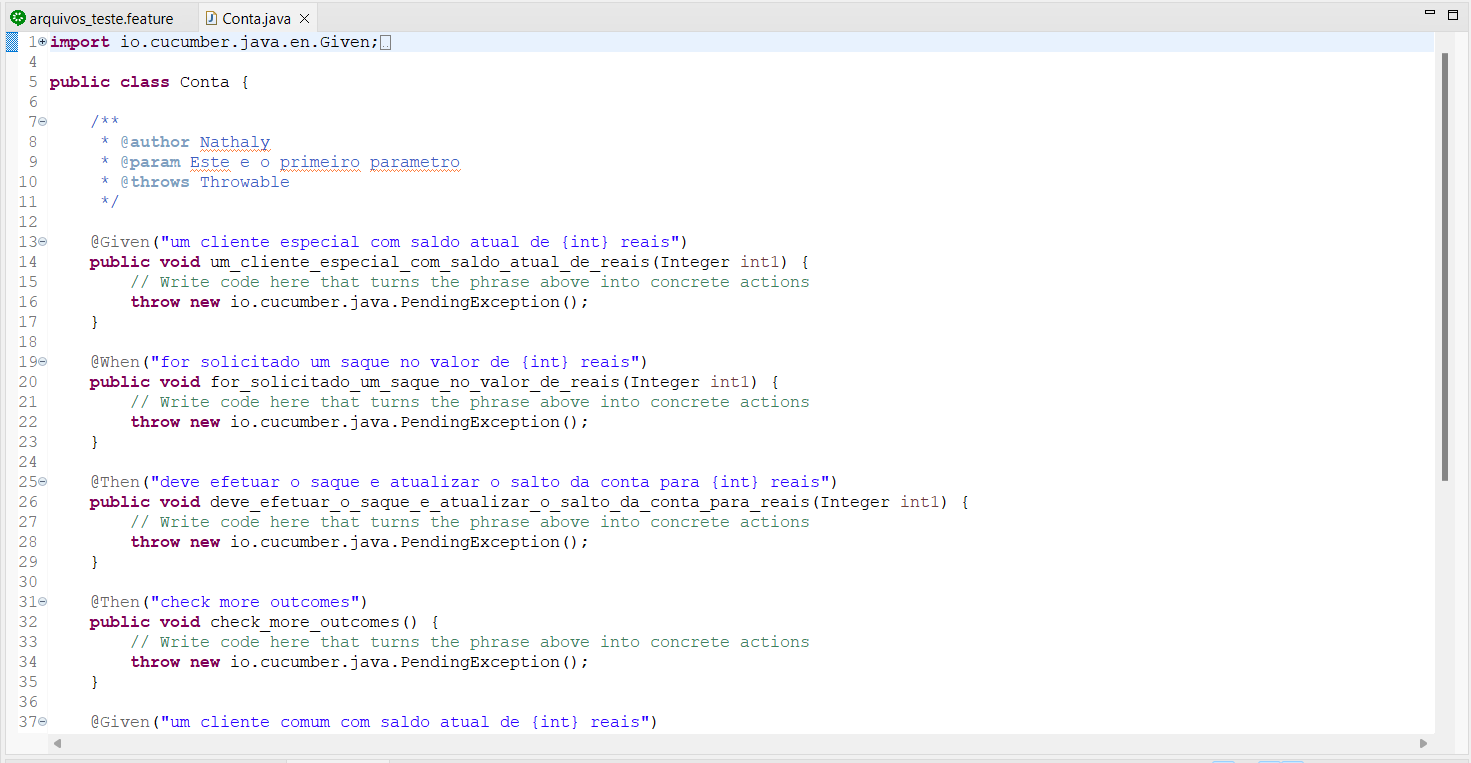 arquivos_teste.feature Conta.java
1 import io.cucumber.java.en.Given;
4
5 public class Conta {
6
7 /**
8 * @author Nathaly
9 * @param Este e o primeiro parametro
10 * @throws Throwable
11 */
12
13 @Given("um cliente especial com saldo atual de {int} reais")
14 public void um_cliente_especial_com_saldo_atual_de_reais(Integer int1) {
15 // Write code here that turns the phrase above into concrete actions
16 throw new io.cucumber.java.PendingException();
17 }
18
19 @When("for solicitado um saque no valor de {int} reais")
20 public void for_solicitado_um_saque_no_valor_de_reais(Integer int1) {
21 // Write code here that turns the phrase above into concrete actions
22 throw new io.cucumber.java.PendingException();
23 }
24
25 @Then("deve efetuar o saque e atualizar o salto da conta para {int} reais")
26 public void deve_efetuar_o_saque_e_atualizar_o_salto_da_conta_para_reais(Integer int1) {
27 // Write code here that turns the phrase above into concrete actions
28 throw new io.cucumber.java.PendingException();
29 }
30
31 @Then("check more outcomes")
32 public void check_more_outcomes() {
33 // Write code here that turns the phrase above into concrete actions
34 throw new io.cucumber.java.PendingException();
35 }
36
37 @Given("um cliente comum com saldo atual de {int} reais")